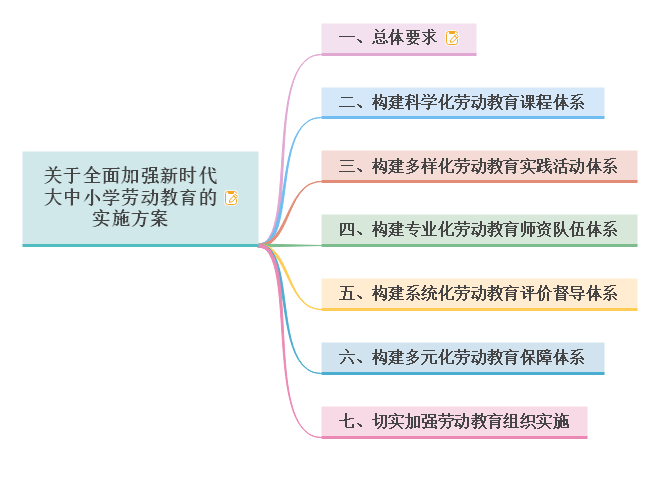 关于全面加强新时代
大中小学劳动教育的
实施方案
一、总体要求
二、构建科学化劳动教育课程体系
三、构建多样化劳动教育实践活动体系
四、构建专业化劳动教育师资队伍体系
五、构建系统化劳动教育评价督导体系
六、构建多元化劳动教育保障体系
七、切实加强劳动教育组织实施